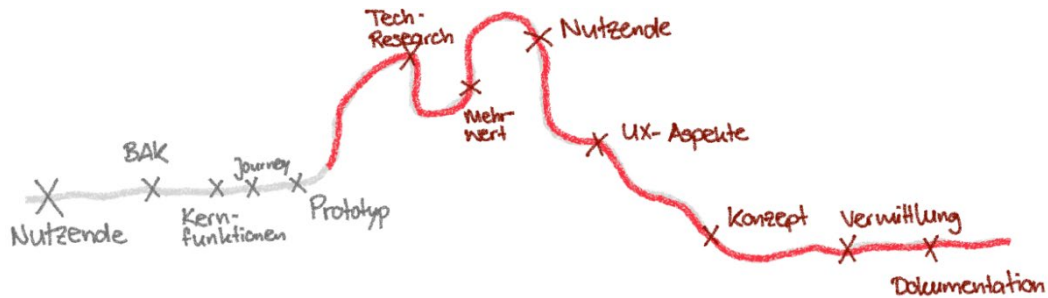 Nutzende
BAK
Kern-
funktionen
Journey
Prototyp
Tech-
Research
Mehr-
wert
Nutzende
UX-Aspekte
Konzept
Vermittlung
Dokumentation